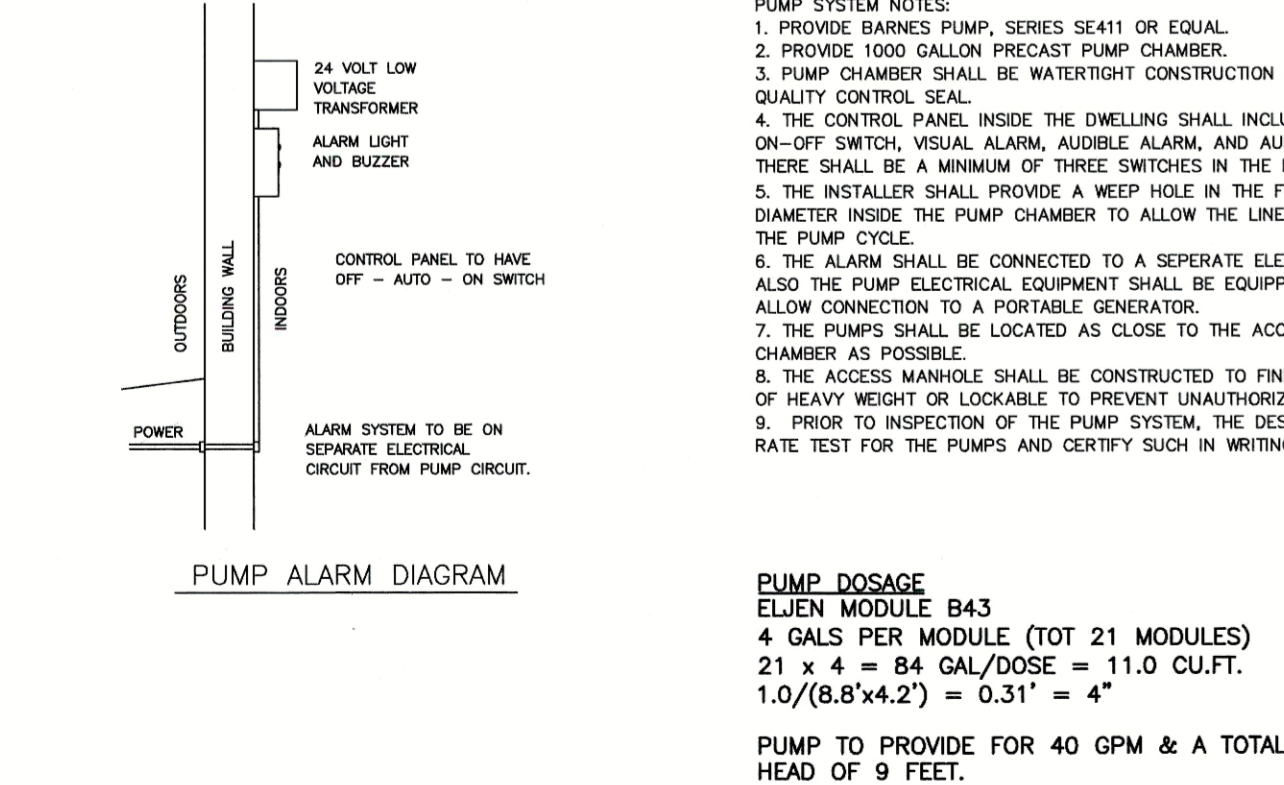 24 VOLT LOW
VOLTAGE
TRANSFORMER
ALARM LIGHT
AND BUZZER
CONTROL PANEL TO HAVE
OFF – AUTO – ON SWITCH
OUTDOORS
BUILDING WALL
INDOORS
POWER
ALARM SYSTEM TO BE ON
SEPARATE ELECTRICAL
CIRCUIT FROM PUMP CIRCUIT.
PUMP ALARM DIAGRAM
PUMP SYSTEM NOTES:
1. PROVIDE BARNES PUMP, SERIES SE411 OR EQUAL.
2. PROVIDE 1000 GALLON PRECAST PUMP CHAMBER.
3. PUMP CHAMBER SHALL BE WATERTIGHT CONSTRUCTION
QUALITY CONTROL SEAL.
4. THE CONTROL PANEL INSIDE THE DWELLING SHALL
ON–OFF SWITCH, VISUAL ALARM, AUDIBLE ALARM, AND
THERE SHALL BE A MINIMUM OF THREE SWITCHES IN THE
5. THE INSTALLER SHALL PROVIDE A WEEP HOLE IN THE
DIAMETER INSIDE THE PUMP CHAMBER TO ALLOW THE LINE
THE PUMP CYCLE.
6. THE ALARM SHALL BE CONNECTED TO A SEPERATE
ALSO THE PUMP ELECTRICAL EQUIPMENT SHALL BE
ALLOW CONNECTION TO A PORTABLE GENERATOR.
7. THE PUMPS SHALL BE LOCATED AS CLOSE TO THE
CHAMBER AS POSSIBLE.
8. THE ACCESS MANHOLE SHALL BE CONSTRUCTED TO
OF HEAVY WEIGHT OR LOCKABLE TO PREVENT
9. PRIOR TO INSPECTION OF THE PUMP SYSTEM, THE
RATE TEST FOR THE PUMPS AND CERTIFY SUCH IN
PUMP DOSAGE
ELJEN MODULE B43
4 GALS PER MODULE (TOT 21 MODULES)
21 x 4 = 84 GAL/DOSE = 11.0 CU.FT.
1.0/(8.8'x4.2') = 0.31' = 4"
PUMP TO PROVIDE FOR 40 GPM & A TOTAL
HEAD OF 9 FEET.